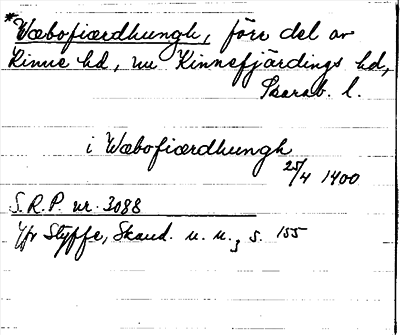 *Wæbofiærdhungh, förr del av
Kinne hd, nu Kinnefjärdings hd,
Skarab. l.
i Wæbofiærdhungh
25/4 1400
S.R.P. nr. 3088
Jfr Styffe, Skand. u. u., s. 155